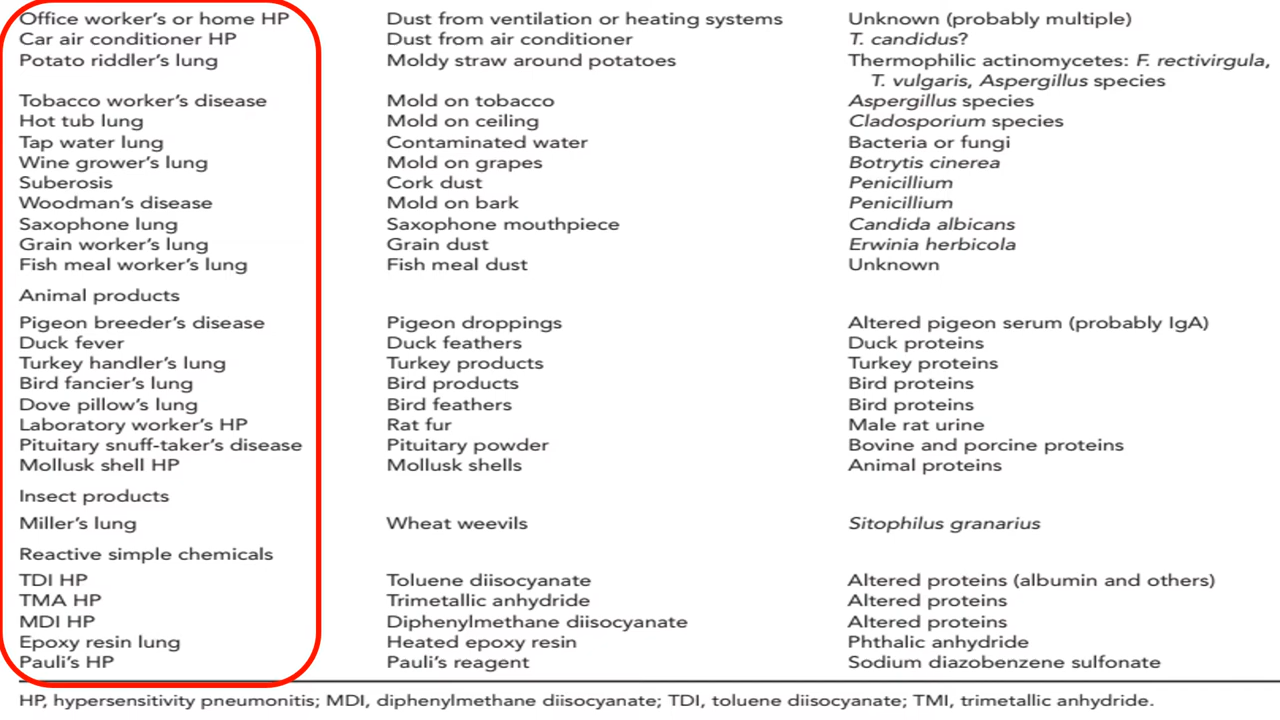 Office worker's or home HP Dust from ventilation or heating systems Unknown (probably multiple)
Car air conditioner HP Dust from air conditioner T. candidus?
Potato riddler's lung Moldy straw around potatoes Thermophilic actinomycetes: F. rectivirgula,
T. vulgaris, Aspergillus species
Tobacco worker's disease Mold on tobacco Aspergillus species
Hot tub lung Mold on ceiling Cladosporium species
Tap water lung Contaminated water Bacteria or fungi
Wine grower's lung Mold on grapes Botrytis cinerea
Suberosis Cork dust Penicillium
Woodman's disease Mold on bark Penicillium
Saxophone lung Saxophone mouthpiece Candida albicans
Grain worker's lung Grain dust Erwinia herbicola
Fish meal worker's lung Fish meal dust Unknown
Animal products
Pigeon breeder's disease Pigeon droppings Altered pigeon serum (probably IgA)
Duck fever Duck feathers Duck proteins
Turkey handler's lung Turkey products Turkey proteins
Bird fancier's lung Bird products Bird proteins
Dove pillow's lung Bird feathers Bird proteins
Laboratory worker's HP Rat fur Male rat urine
Pituitary snuff-taker's disease Pituitary powder Bovine and porcine proteins
Mollusk shell HP Mollusk shells Animal proteins
Insect products
Miller's lung Wheat weevils Sitophilus granarius
Reactive simple chemicals
TDI HP Toluene diisocyanate Altered proteins (albumin and others)
TMA HP Trimetallic anhydride Altered proteins
MDI HP Diphenylmethane diisocyanate Altered proteins
Epoxy resin lung Heated epoxy resin Phthalic anhydride
Pauli's HP Pauli's reagent Sodium diazobenzene sulfonate
HP, hypersensitivity pneumonitis; MDI, diphenylmethane diisocyanate; TDI, toluene diisocyanate; TMI, trimetallic anhydride.